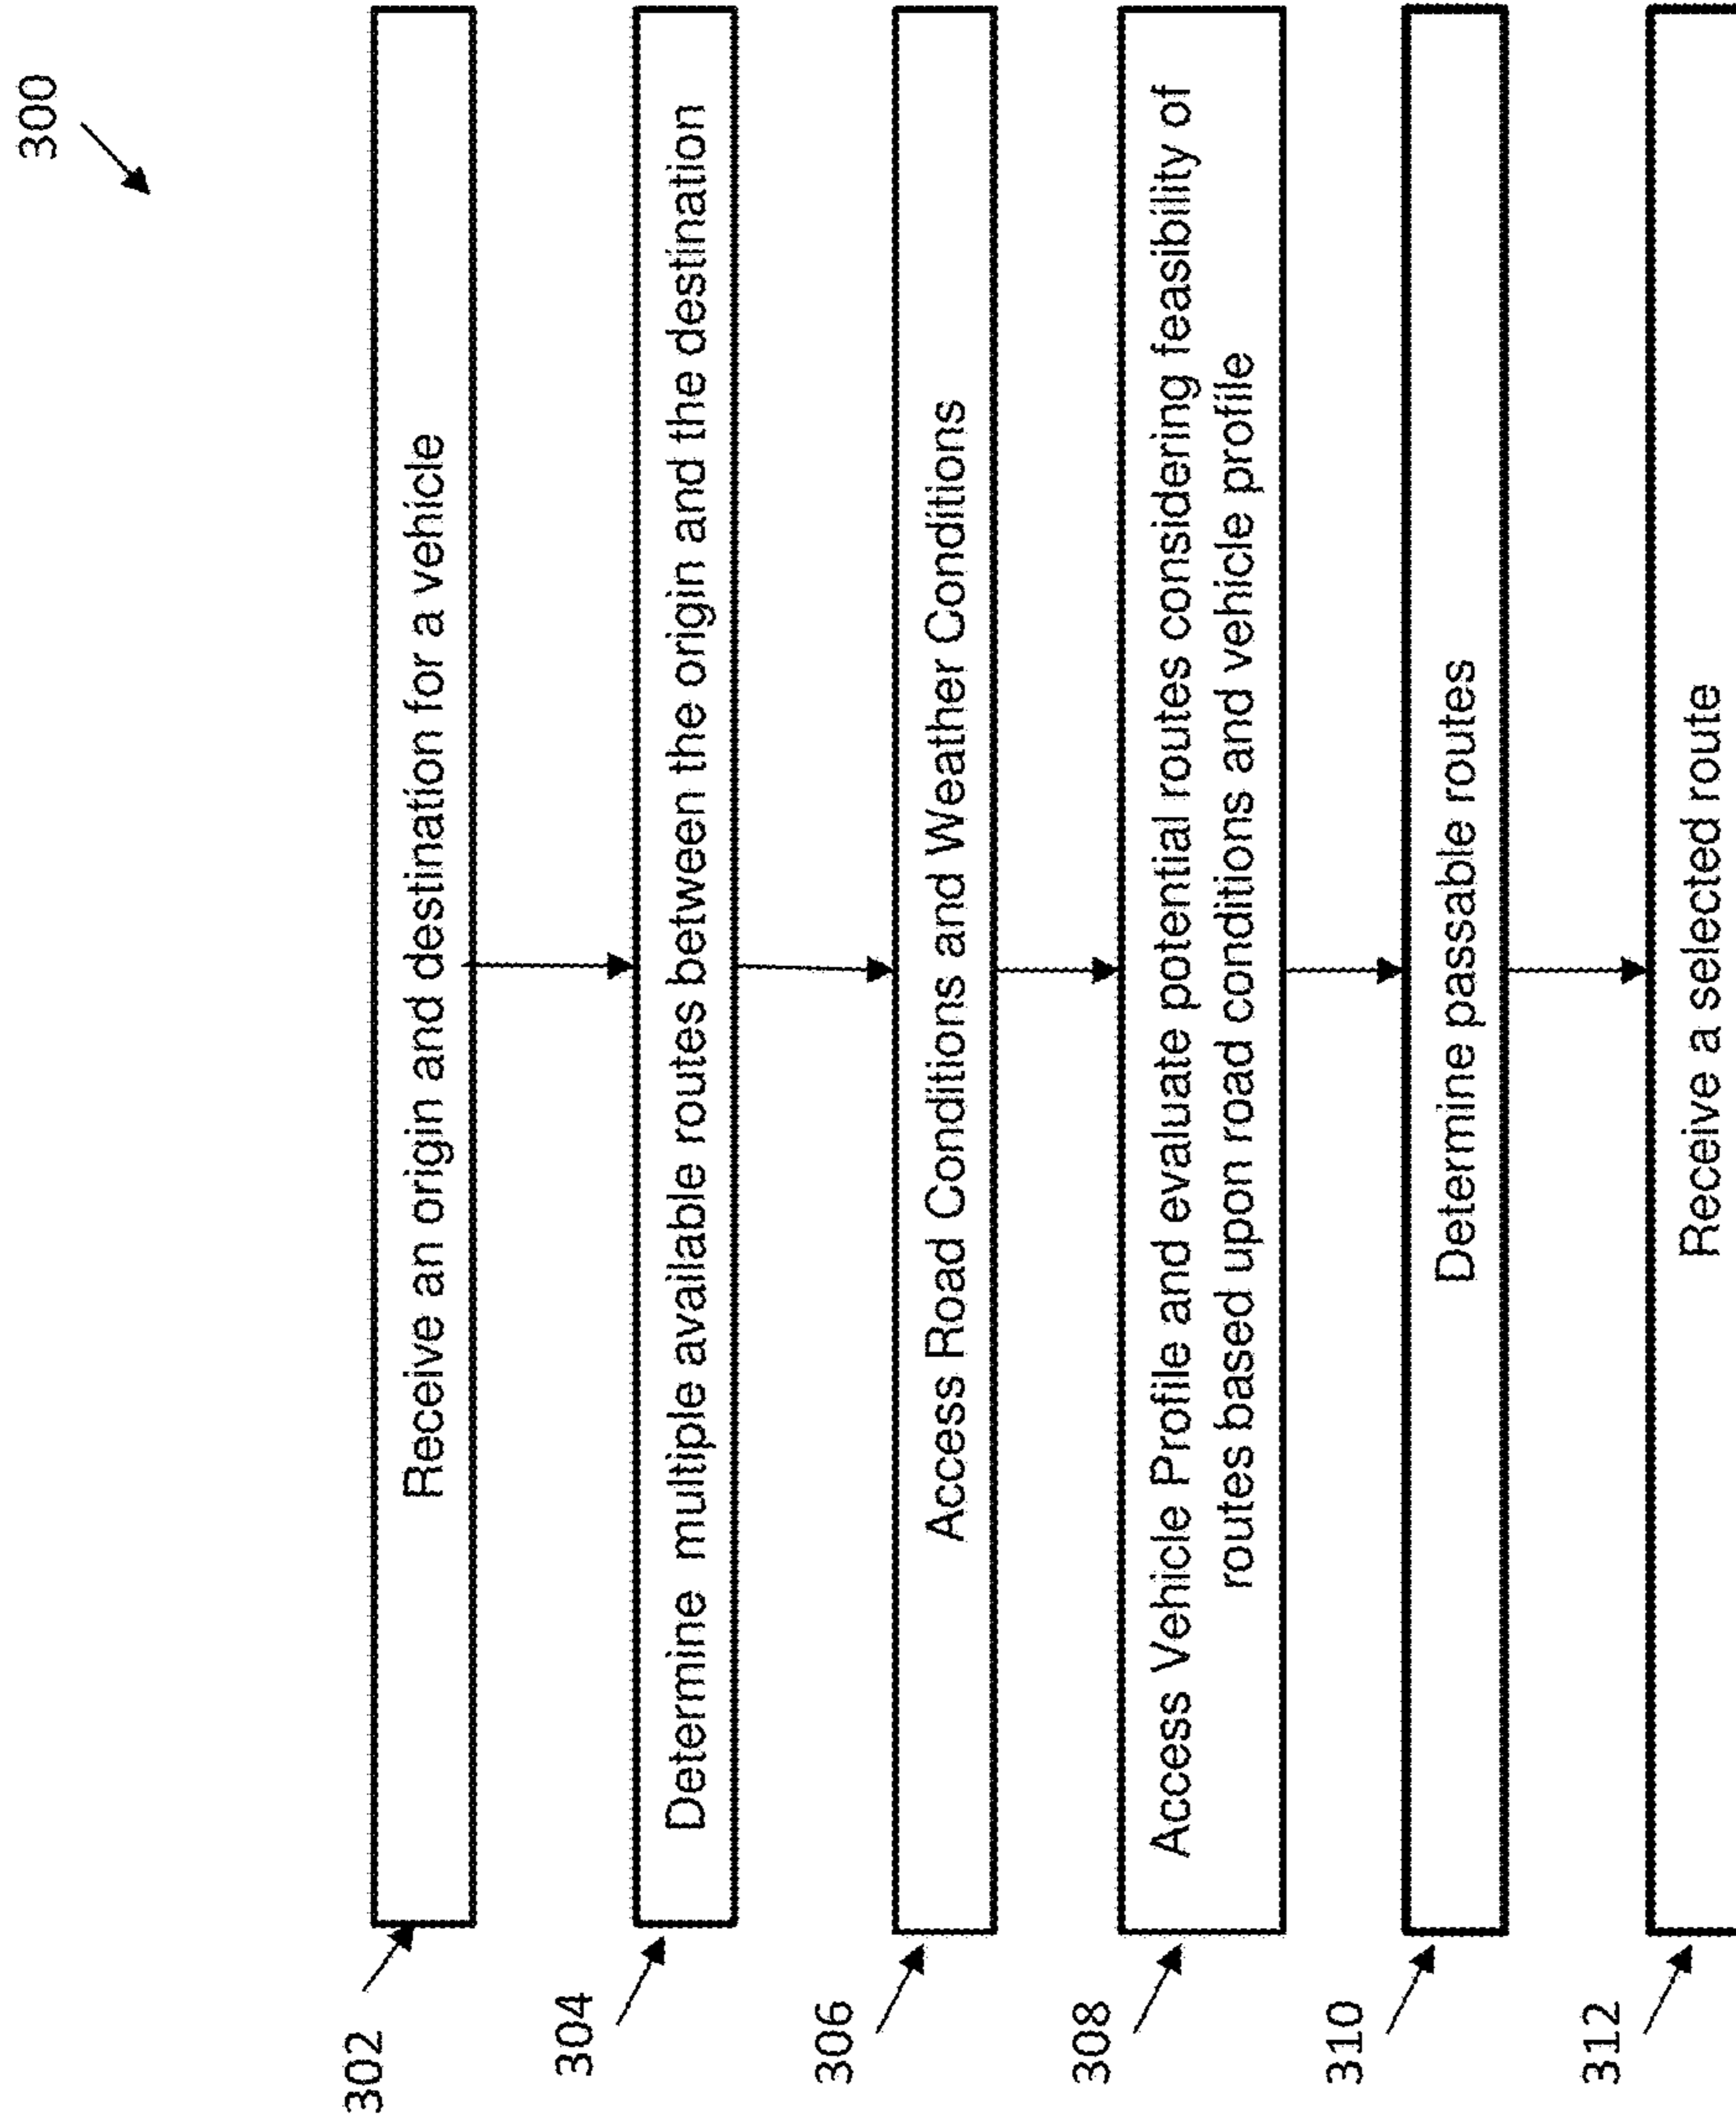 300
302
Receive an origin and destination for a vehicle
304
Determine multiple available routes between the origin and the destination
306
Access Road Conditions and Weather Conditions
308
Access Vehicle Profile and evaluate potential routes considering feasibility of
routes based upon road conditions and vehicle profile
310
Determine passable routes
312
Receive a selected route